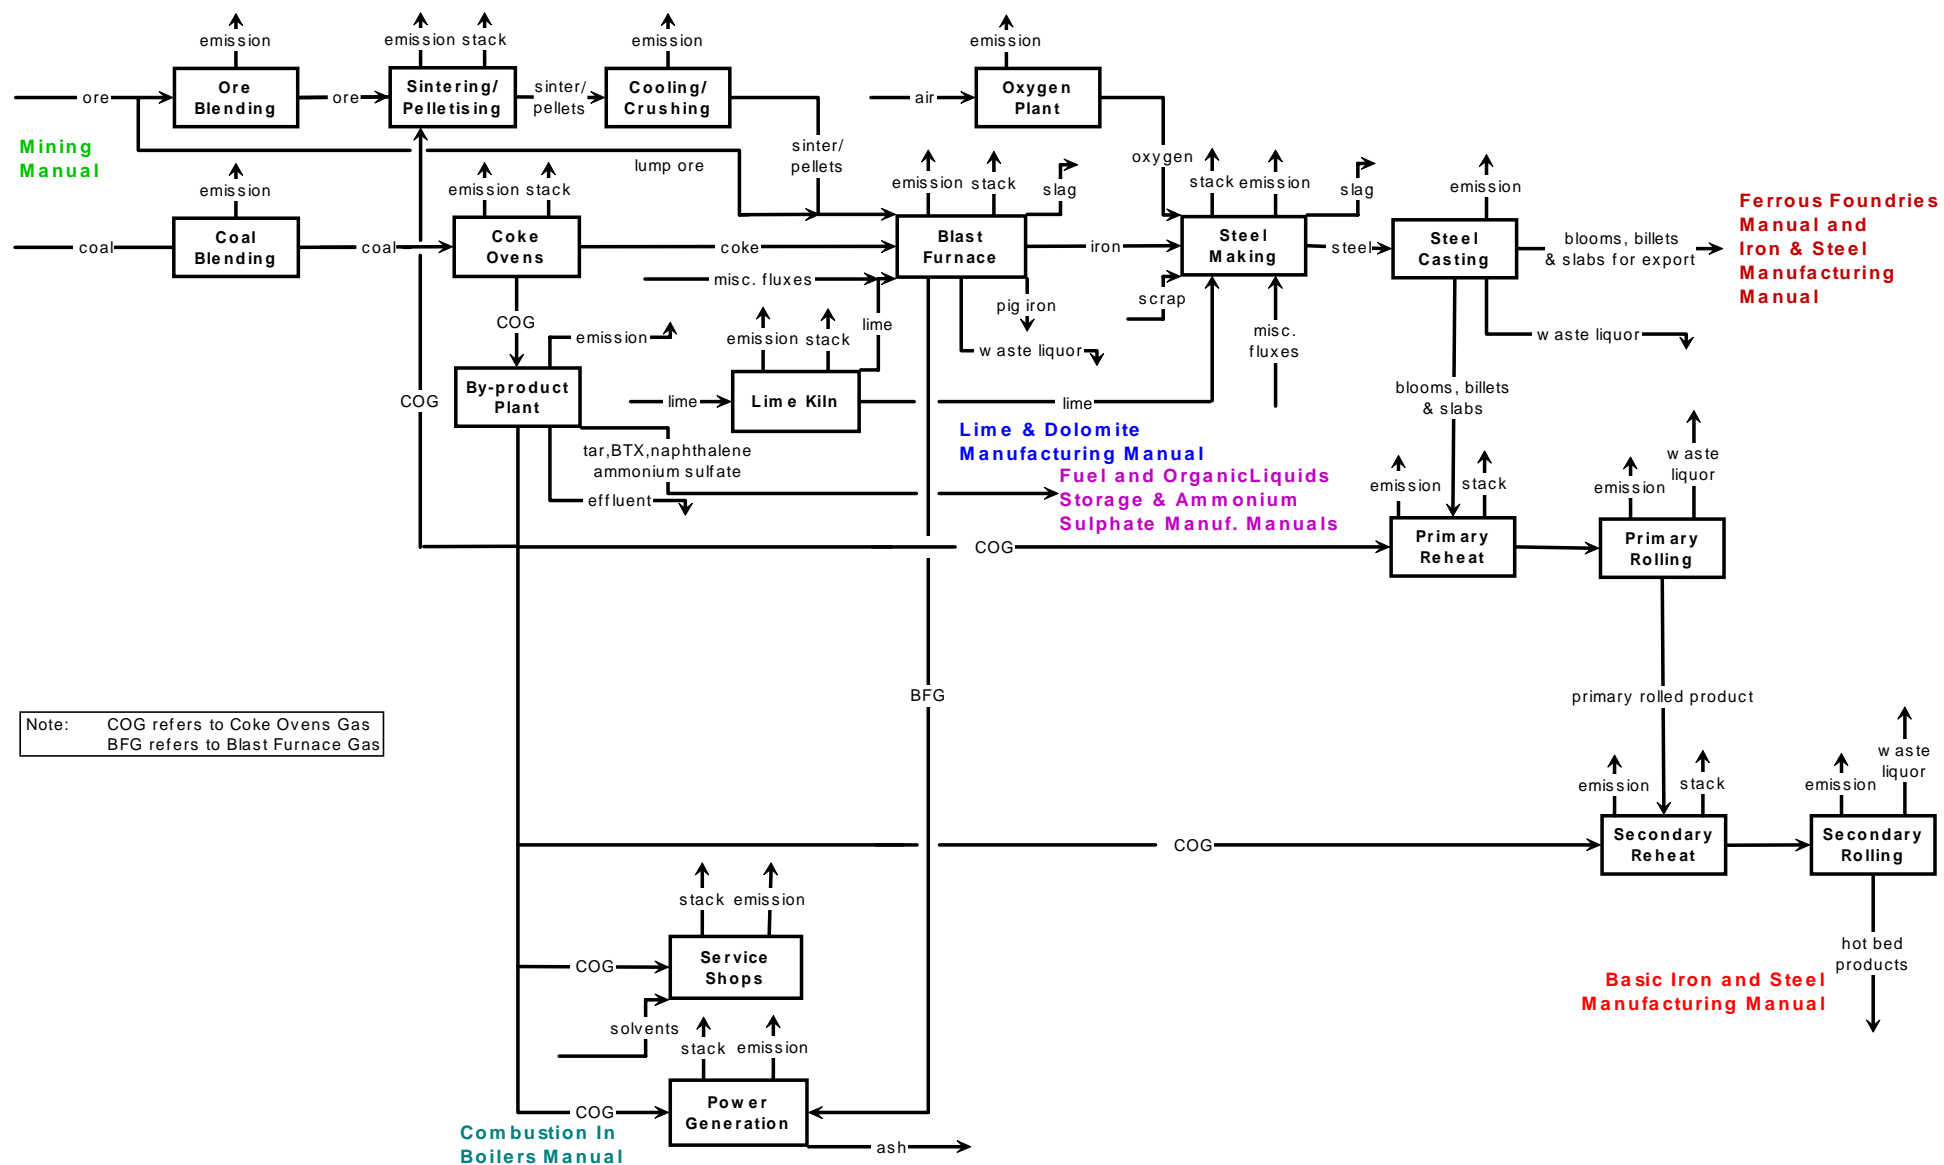 emission
emission stack
emission
emission
Ore
Blending
Sintering/
Pelletising
Cooling/
Crushing
Oxygen
Plant
ore
ore
sinter/
pellets
air
Mining
Manual
lump ore
sinter/
pellets
oxygen
emission
emission stack
emission stack
slag
stack emission
slag
emission
Coal
Blending
Coke
Ovens
Blast
Furnace
Steel
Making
Steel
Casting
coal
coal
coke
iron
steel
blooms, billets
& slabs for export
Ferrous Foundries
Manual and
Iron & Steel
Manufacturing
Manual
misc. fluxes
COG
emission
emission stack
lime
pig iron
waste liquor
scrap
misc.
fluxes
waste liquor
By-product
Plant
COG
lime
Lime Kiln
lime
blooms, billets
& slabs
Lime & Dolomite
Manufacturing Manual
tar,BTX,naphthalene
ammonium sulfate
effluent
Fuel and OrganicLiquids
Storage & Ammonium
Sulphate Manuf. Manuals
emission stack
emission
waste
liquor
COG
Primary
Reheat
Primary
Rolling
BFG
primary rolled product
Note: COG refers to Coke Ovens Gas
BFG refers to Blast Furnace Gas
emission stack
emission
waste
liquor
COG
Secondary
Reheat
Secondary
Rolling
stack emission
COG
Service
Shops
hot bed
products
Basic Iron and Steel
Manufacturing Manual
solvents
stack emission
COG
Power
Generation
ash
Combustion In
Boilers Manual